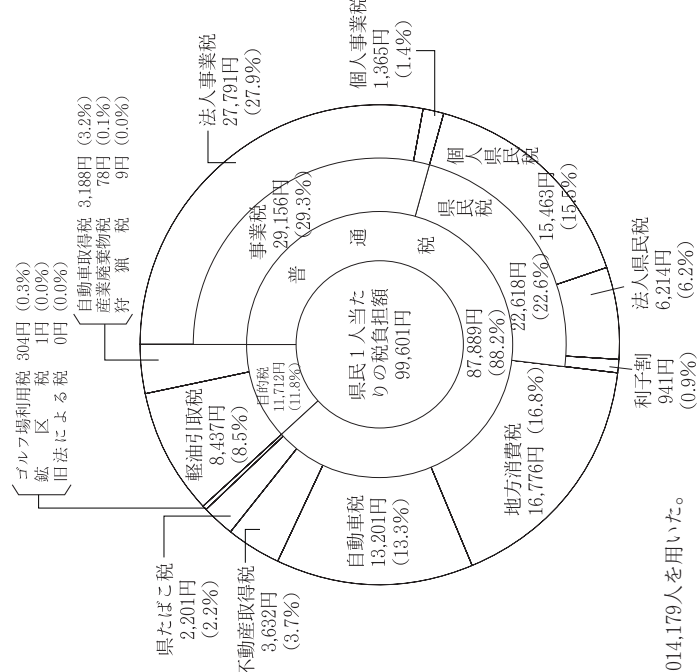 ゴルフ場利用税 304円 (0.3%)
鉱区税 1円 (0.0%)
旧法による税 0円 (0.0%)
自動車取得税 3,188円 (3.2%)
産業廃棄物税 78円 (0.1%)
狩猟税 9円 (0.0%)
法人事業税
27,791円
(27.9%)
個人事業税
1,365円
(1.4%)
事業税
29,156円
(29.3%)
県民税
22,618円
(22.6%)
個人県民税
15,463円
(15.5%)
法人県民税
6,214円
(6.2%)
利子割
941円
(0.9%)
普通税
87,889円
(88.2%)
県民1人当た
りの税負担額
99,601円
目的税
11,712円
(11.8%)
軽油引取税
8,437円
(8.5%)
県たばこ税
2,201円
(2.2%)
不動産取得税
3,632円
(3.7%)
自動車税
13,201円
(13.3%)
地方消費税
16,776円 (16.8%)
014,179人を用いた。